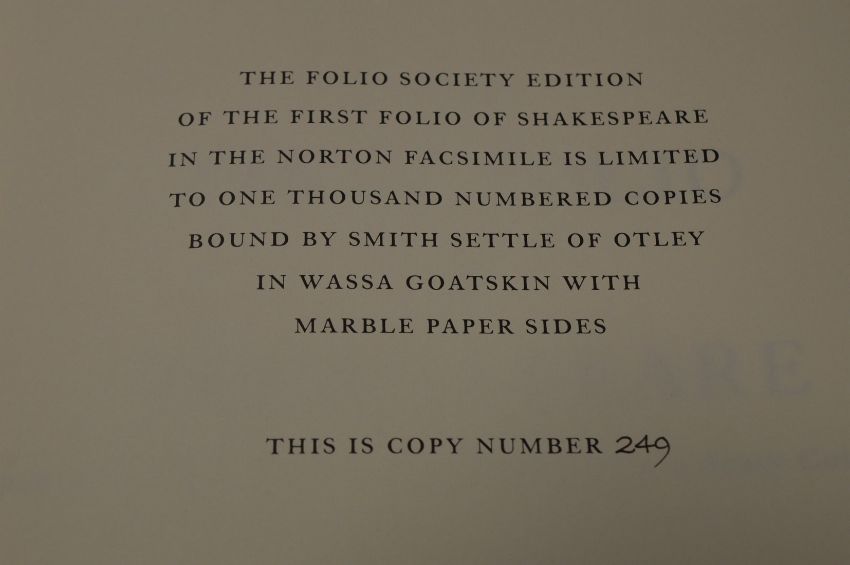 THE FOLIO SOCIETY EDITION
OF THE FIRST FOLIO OF SHAKESPEARE
IN THE NORTON FACSIMILE IS LIMITED
TO ONE THOUSAND NUMBERED COPIES
BOUND BY SMITH SETTLE OF OTLEY
IN WASSA GOATSKIN WITH
MARBLE PAPER SIDES
THIS IS COPY NUMBER 249